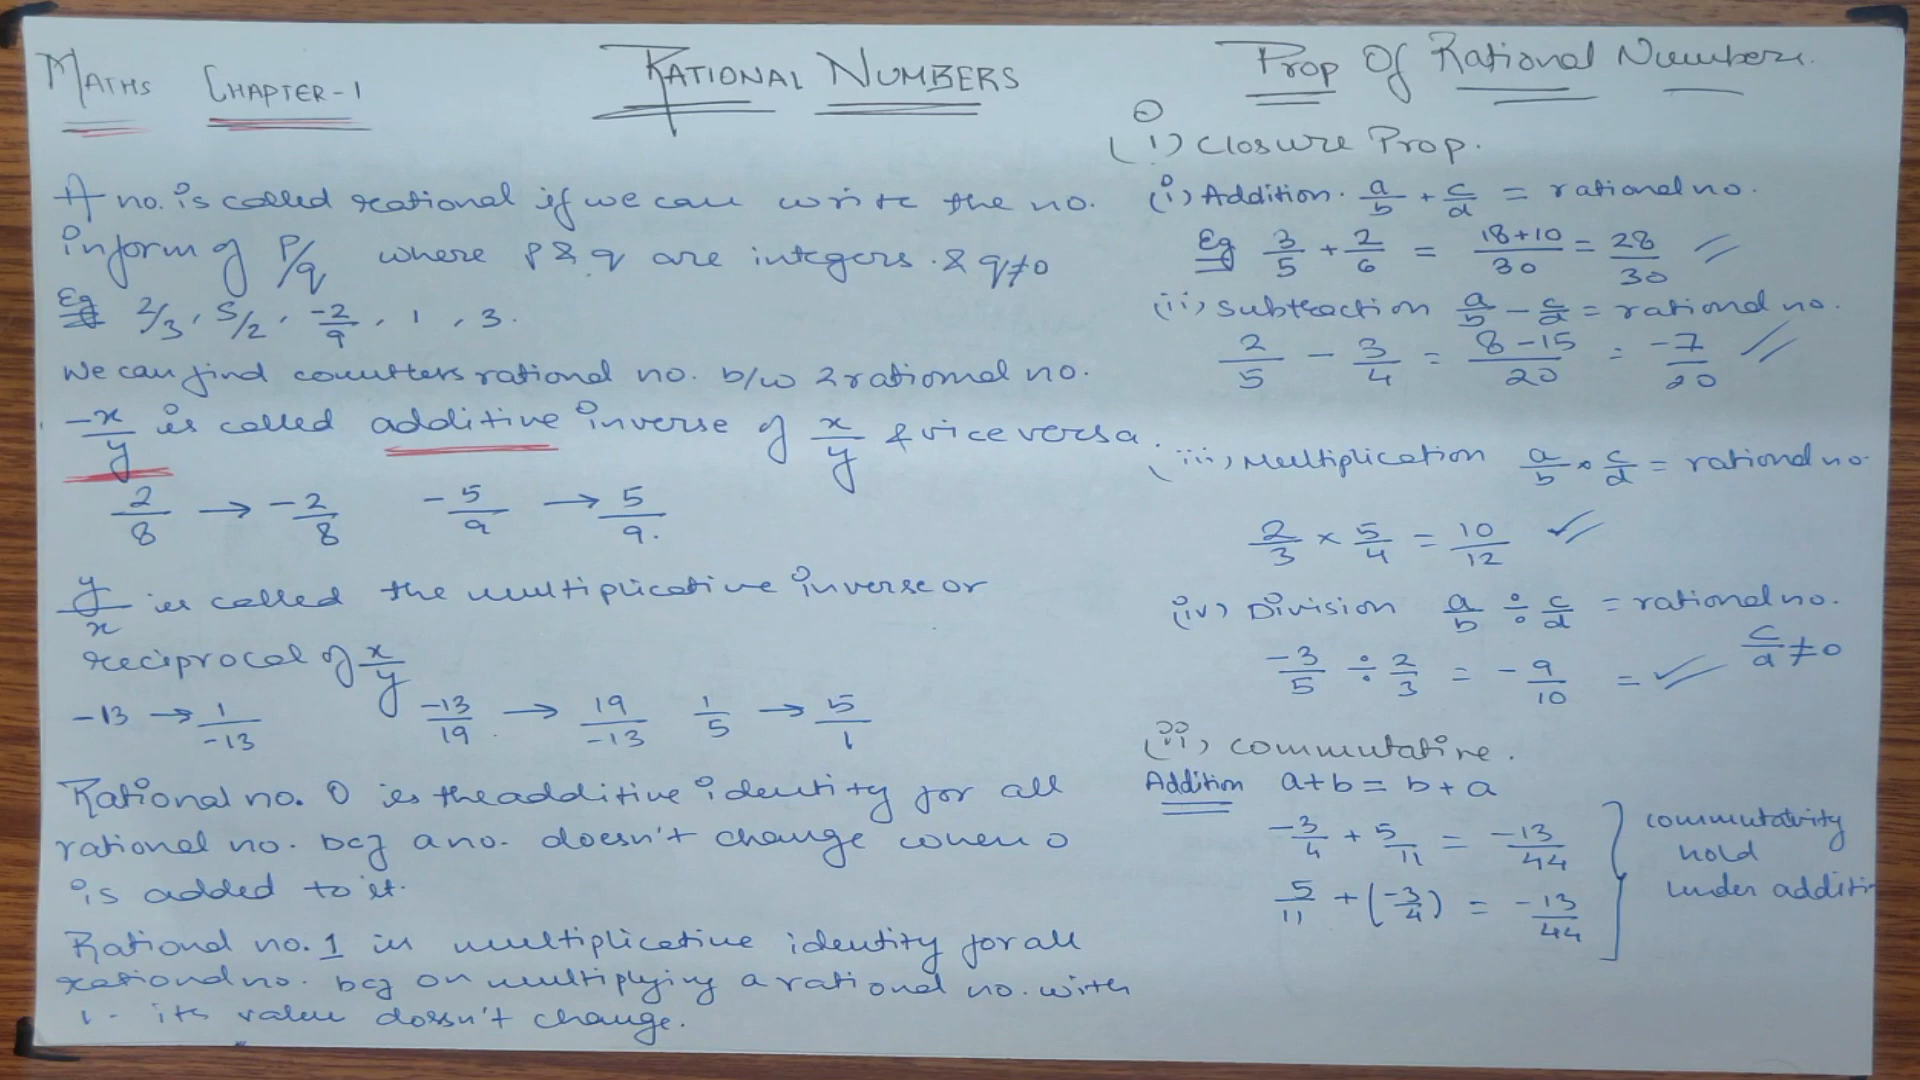 MATHS CHAPTER-1
RATIONAL NUMBERS
A no. is called rational if we can write the no.
in form of P/q where p & q are integers. & q≠0
Eg 2/3, 5/2, -2/9, 1, 3.
We can find countless rational no. b/w 2 rational no.
-x/y is called additive inverse of x/y & vice versa.
2/8 → -2/8 -5/9 → 5/9.
y/x is called the multiplicative inverse or
reciprocal of x/y
-13 → 1/-13 -13/19 → 19/-13 1/5 → 5/1
Rational no. 0 is the additive identity for all
rational no. bcz a no. doesn't change when 0
is added to it.
Rational no. 1 is multiplicative identity for all
rational no. bcz on multiplying a rational no. with
1. its value doesn't change.
Prop Of Rational Numbers.
(i) Closure Prop.
(i) Addition. a/b + c/d = rational no.
Eg 3/5 + 2/6 = 18+10/30 = 28/30
(ii) Subtraction a/b - c/d = rational no.
2/5 - 3/4 = 8-15/20 = -7/20
(iii) Multiplication a/b • c/d = rational no.
2/3 × 5/4 = 10/12
(iv) Division a/b ÷ c/d = rational no.
c/d ≠ 0
-3/5 ÷ 2/3 = -9/10 =
(ii) commutative.
Addition a+b = b+a
-3/4 + 5/11 = -13/44
5/11 + (-3/4) = -13/44
commutativity
hold
under additi